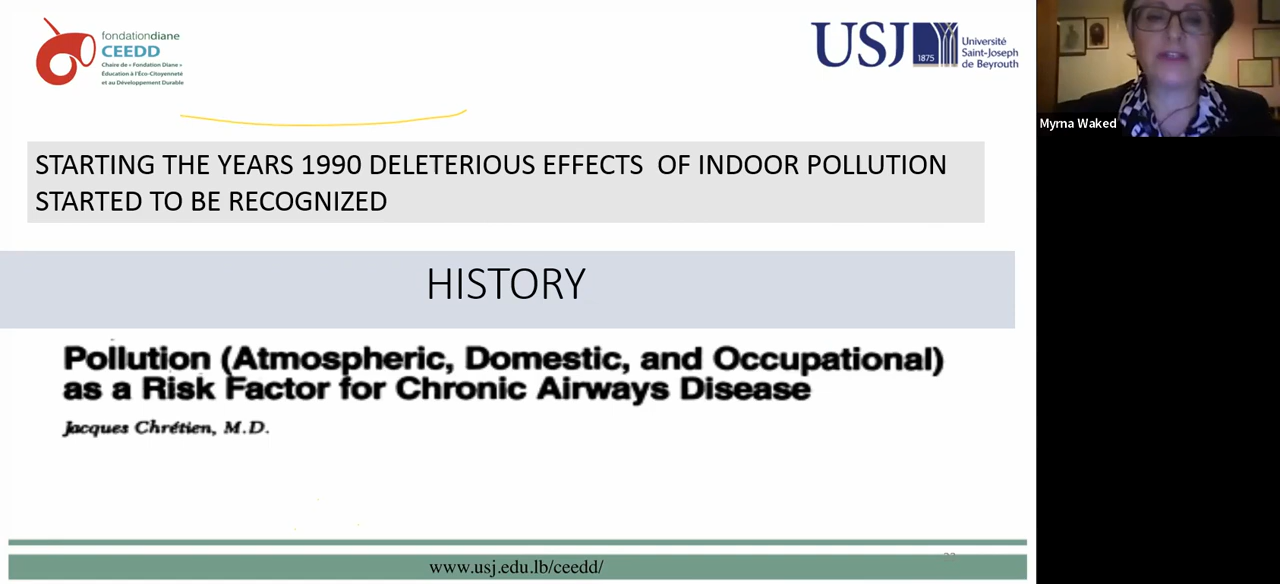 fondationdiane
CEEDD
Chaire de « Fondation Diane »
Éducation à l'Éco-Citoyenneté
et au Développement Durable
USJ
1875
Université
Saint-Joseph
de Beyrouth
Myrna Waked
STARTING THE YEARS 1990 DELETERIOUS EFFECTS OF INDOOR POLLUTION
STARTED TO BE RECOGNIZED
HISTORY
Pollution (Atmospheric, Domestic, and Occupational)
as a Risk Factor for Chronic Airways Disease
Jacques Chrétien, M.D.
www.usj.edu.lb/ceedd/